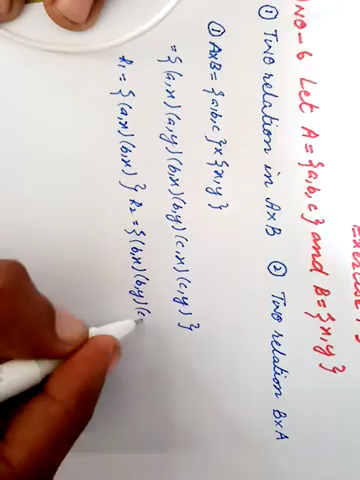 Exercise
NO-6 Let A = {a,b,c} and B = {x,y}
① Two relation in A×B ② Two relation B×A
① A×B = {a,b,c} × {x,y}
= {(a,x) (a,y) (b,x) (b,y) (c,x) (c,y)}
R₁ = {(a,x) (b,x)} R₂ = {(b,x) (b,y) (c